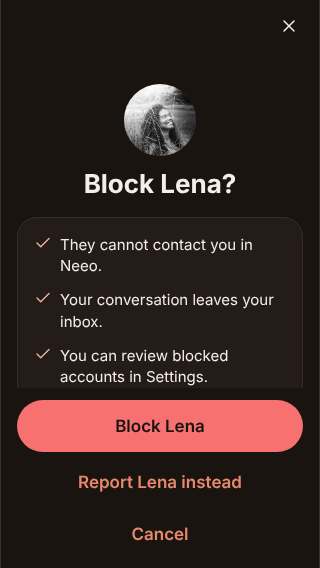 Block Lena?
They cannot contact you in
Neeo.
Your conversation leaves your
inbox.
You can review blocked
accounts in Settings.
Block Lena
Report Lena instead
Cancel